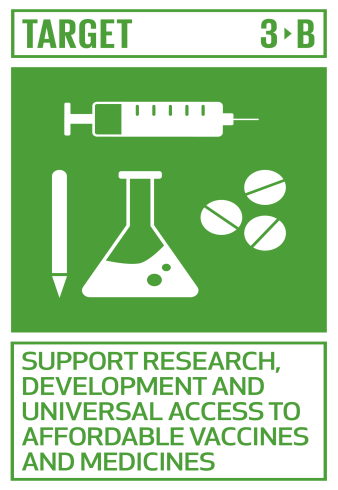 TARGET 3▸B
SUPPORT RESEARCH,
DEVELOPMENT AND
UNIVERSAL ACCESS TO
AFFORDABLE VACCINES
AND MEDICINES